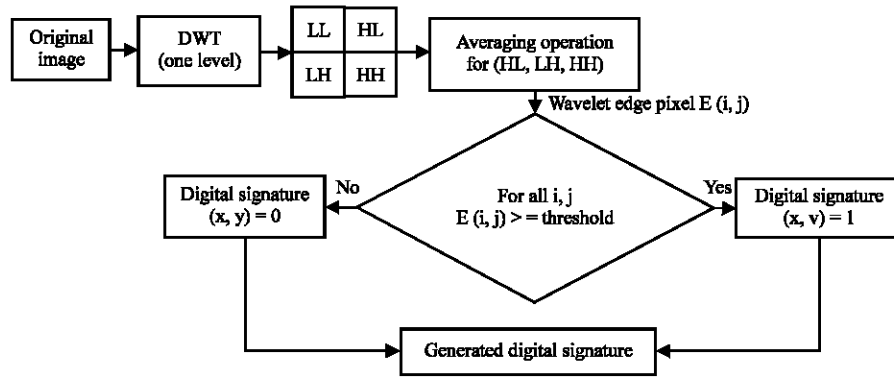 Original
image
DWT
(one level)
LL
HL
LH
HH
Averaging operation
for (HL, LH, HH)
Wavelet edge pixel E (i, j)
No
Yes
Digital signature
(x, y) = 0
For all i, j
E (i, j) > = threshold
Digital signature
(x, v) = 1
Generated digital signature